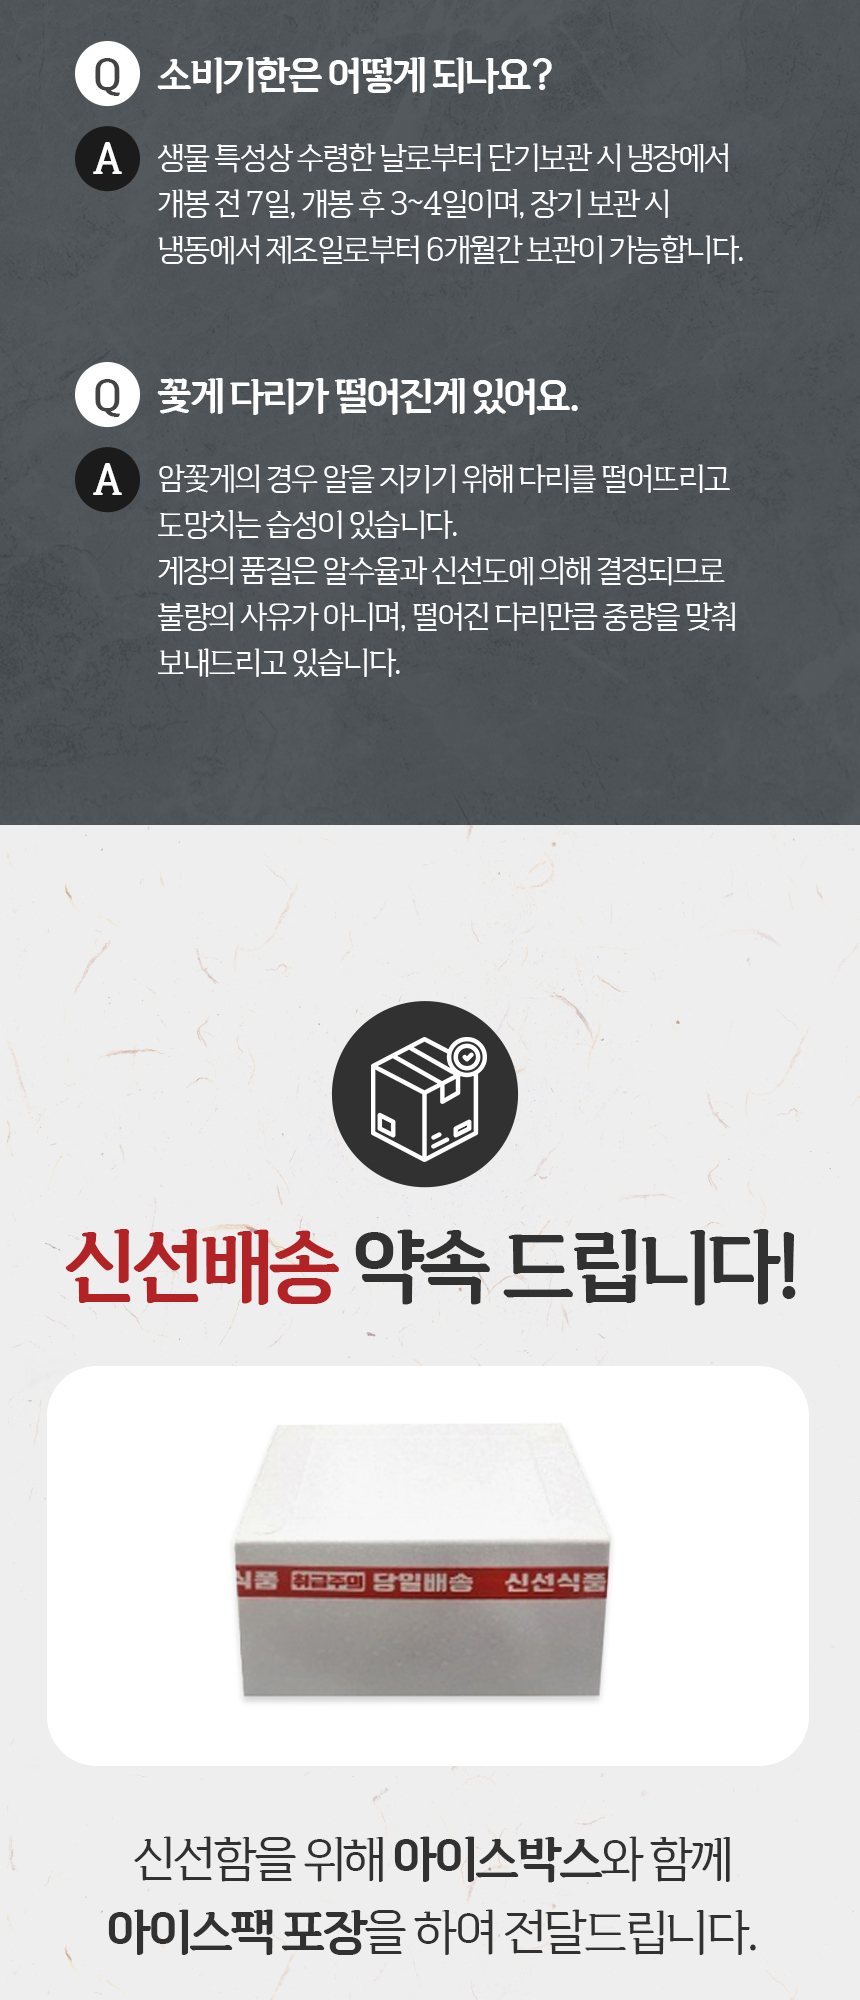 Q 소비기한은 어떻게 되나요?
A 생물 특성상 수령한 날로부터 단기보관 시 냉장에서
개봉 전 7일, 개봉 후 3~4일이며, 장기 보관 시
냉동에서 제조일로부터 6개월간 보관이 가능합니다.
Q 꽃게 다리가 떨어진게 있어요.
A 암꽃게의 경우 알을 지키기 위해 다리를 떨어뜨리고
도망치는 습성이 있습니다.
게장의 품질은 알수율과 신선도에 의해 결정되므로
불량의 사유가 아니며, 떨어진 다리만큼 중량을 맞춰
보내드리고 있습니다.
신선배송 약속 드립니다!
식품 취급주의 당일배송 신선식품
신선함을 위해 아이스박스와 함께
아이스팩 포장을 하여 전달드립니다.